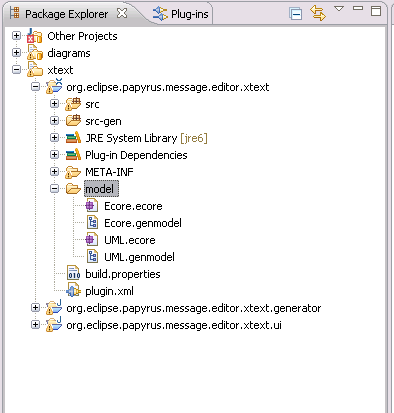 Package Explorer Plug-ins
Other Projects
diagrams
xtext
org.eclipse.papyrus.message.editor.xtext
src
src-gen
JRE System Library [jre6]
Plug-in Dependencies
META-INF
model
Ecore.ecore
Ecore.genmodel
UML.ecore
UML.genmodel
build.properties
plugin.xml
org.eclipse.papyrus.message.editor.xtext.generator
org.eclipse.papyrus.message.editor.xtext.ui